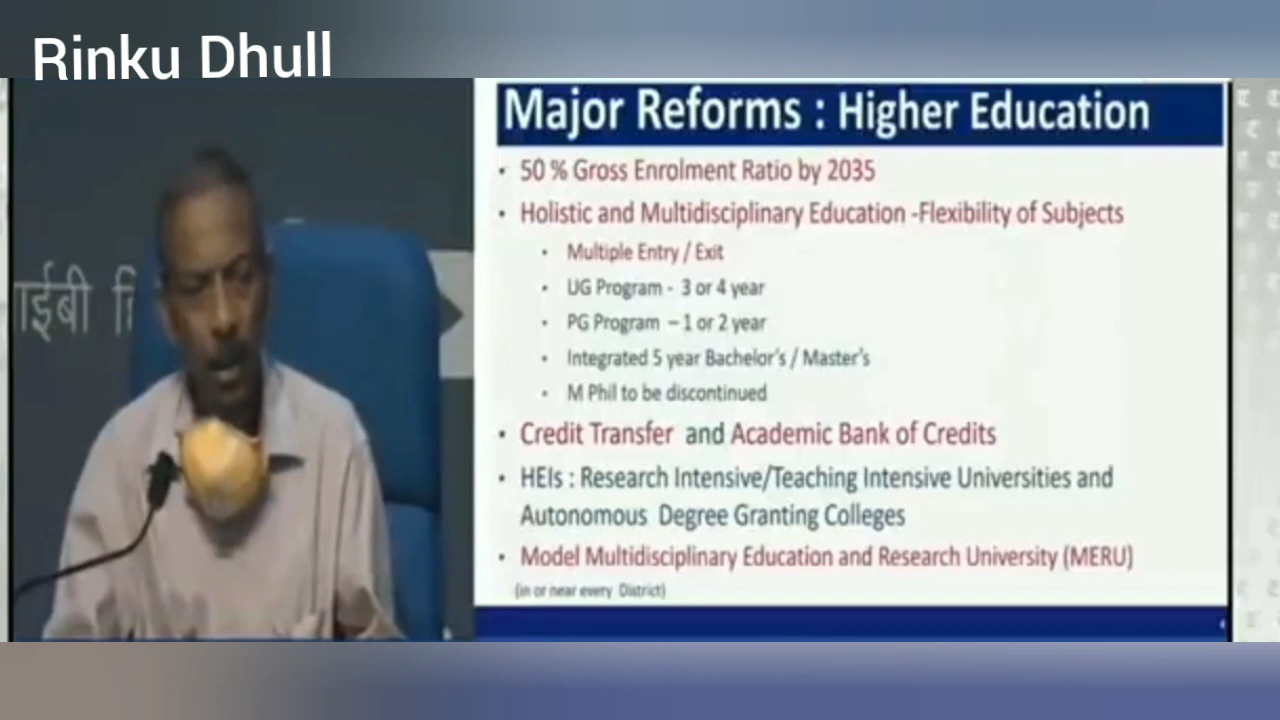 Rinku Dhull
Major Reforms : Higher Education
• 50 % Gross Enrolment Ratio by 2035
• Holistic and Multidisciplinary Education -Flexibility of Subjects
• Multiple Entry / Exit
• UG Program - 3 or 4 year
• PG Program – 1 or 2 year
• Integrated 5 year Bachelor's / Master's
• M Phil to be discontinued
• Credit Transfer and Academic Bank of Credits
• HEIs : Research Intensive/Teaching Intensive Universities and
Autonomous Degree Granting Colleges
• Model Multidisciplinary Education and Research University (MERU)
(in or near every District)